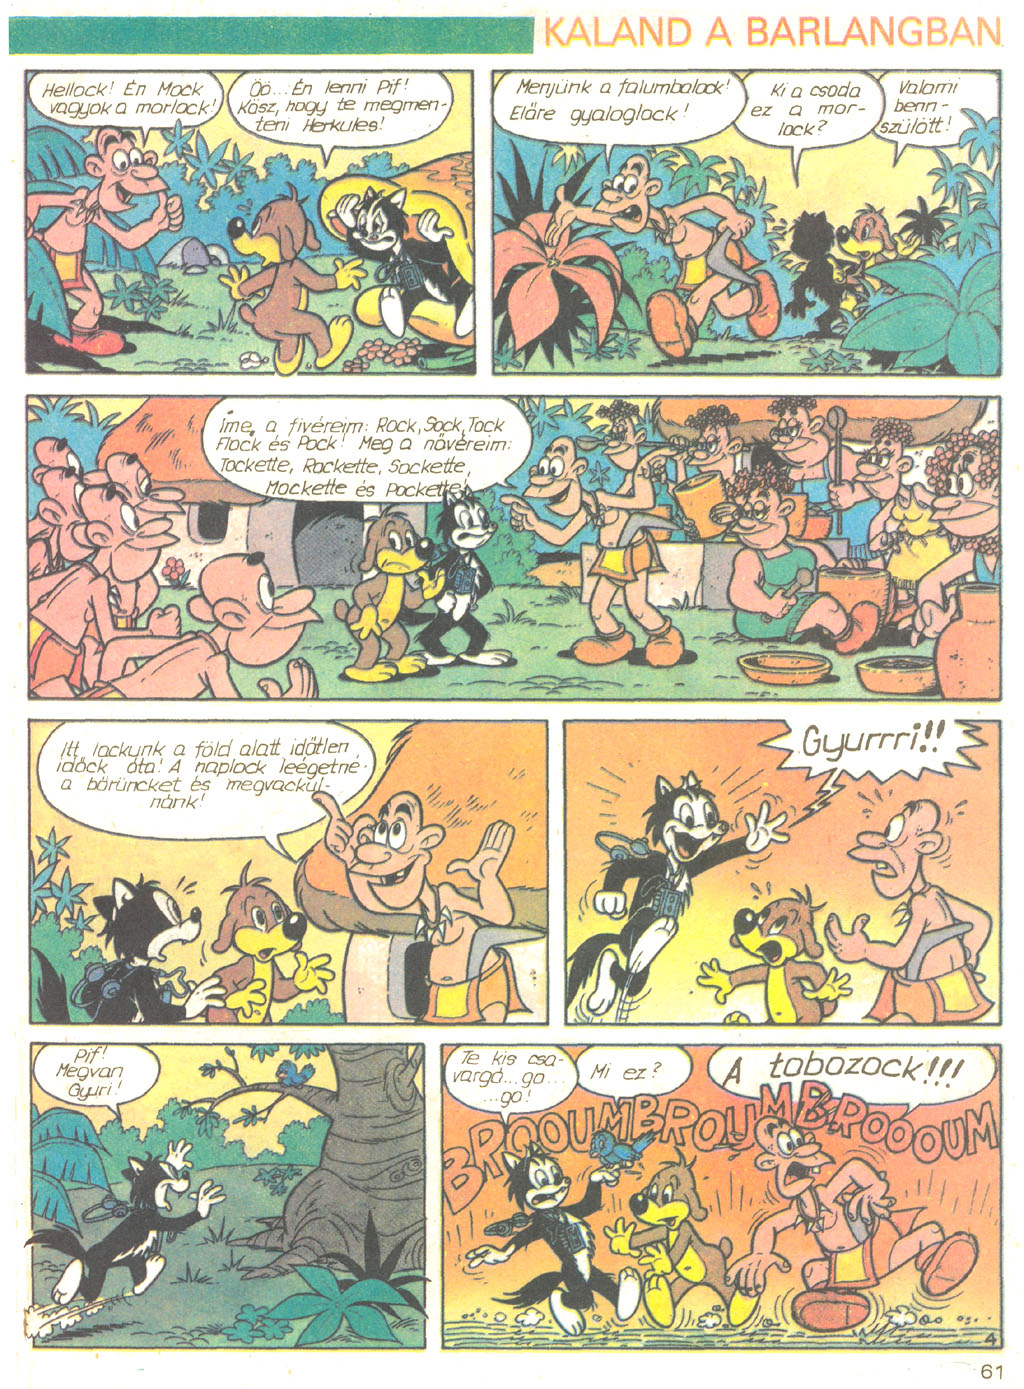 KALAND A BARLANGBAN
Hellock! Én Mock
vagyok a morlock!
Öö...Én lenni Pif!
Kösz, hogy te megmen-
teni Herkules!
Menjünk a falumbalock!
Előre gyaloglock!
Ki a csoda
ez a mor-
lock?
Valami
benn-
szülött!
Íme, a fivéreim: Rock, Sock, Tock
Flock és Pock! Meg a nővéreim:
Tockette, Rockette, Sockette,
Mockette és Pockette!
Itt lackunk a föld alatt időtlen
idöck óta! A naplock leégetné-
a bőrüncket és megvackul-
nánk!
Gyurrri!!
Pif!
Megvan
Gyuri!
Te kis csa-
vargó...go...
...go!
Mi ez?
A tobozock!!!
BROOUMBROUMBROOOOUM
4
61